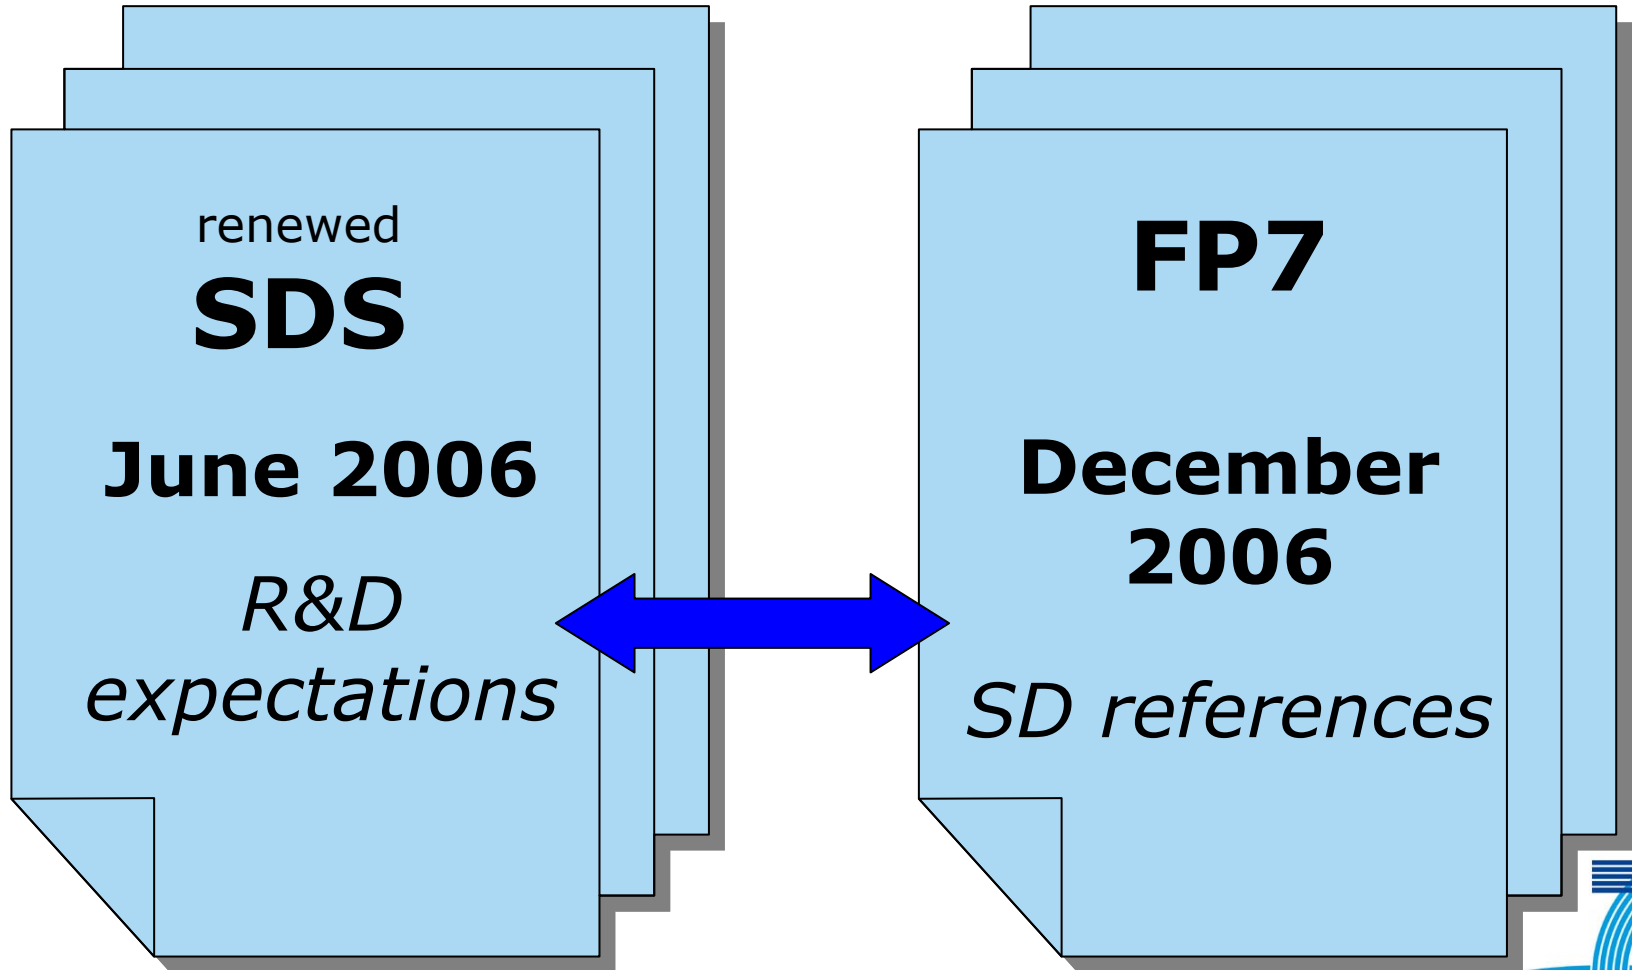 renewed
SDS
June 2006
R&D
expectations
FP7
December
2006
SD references